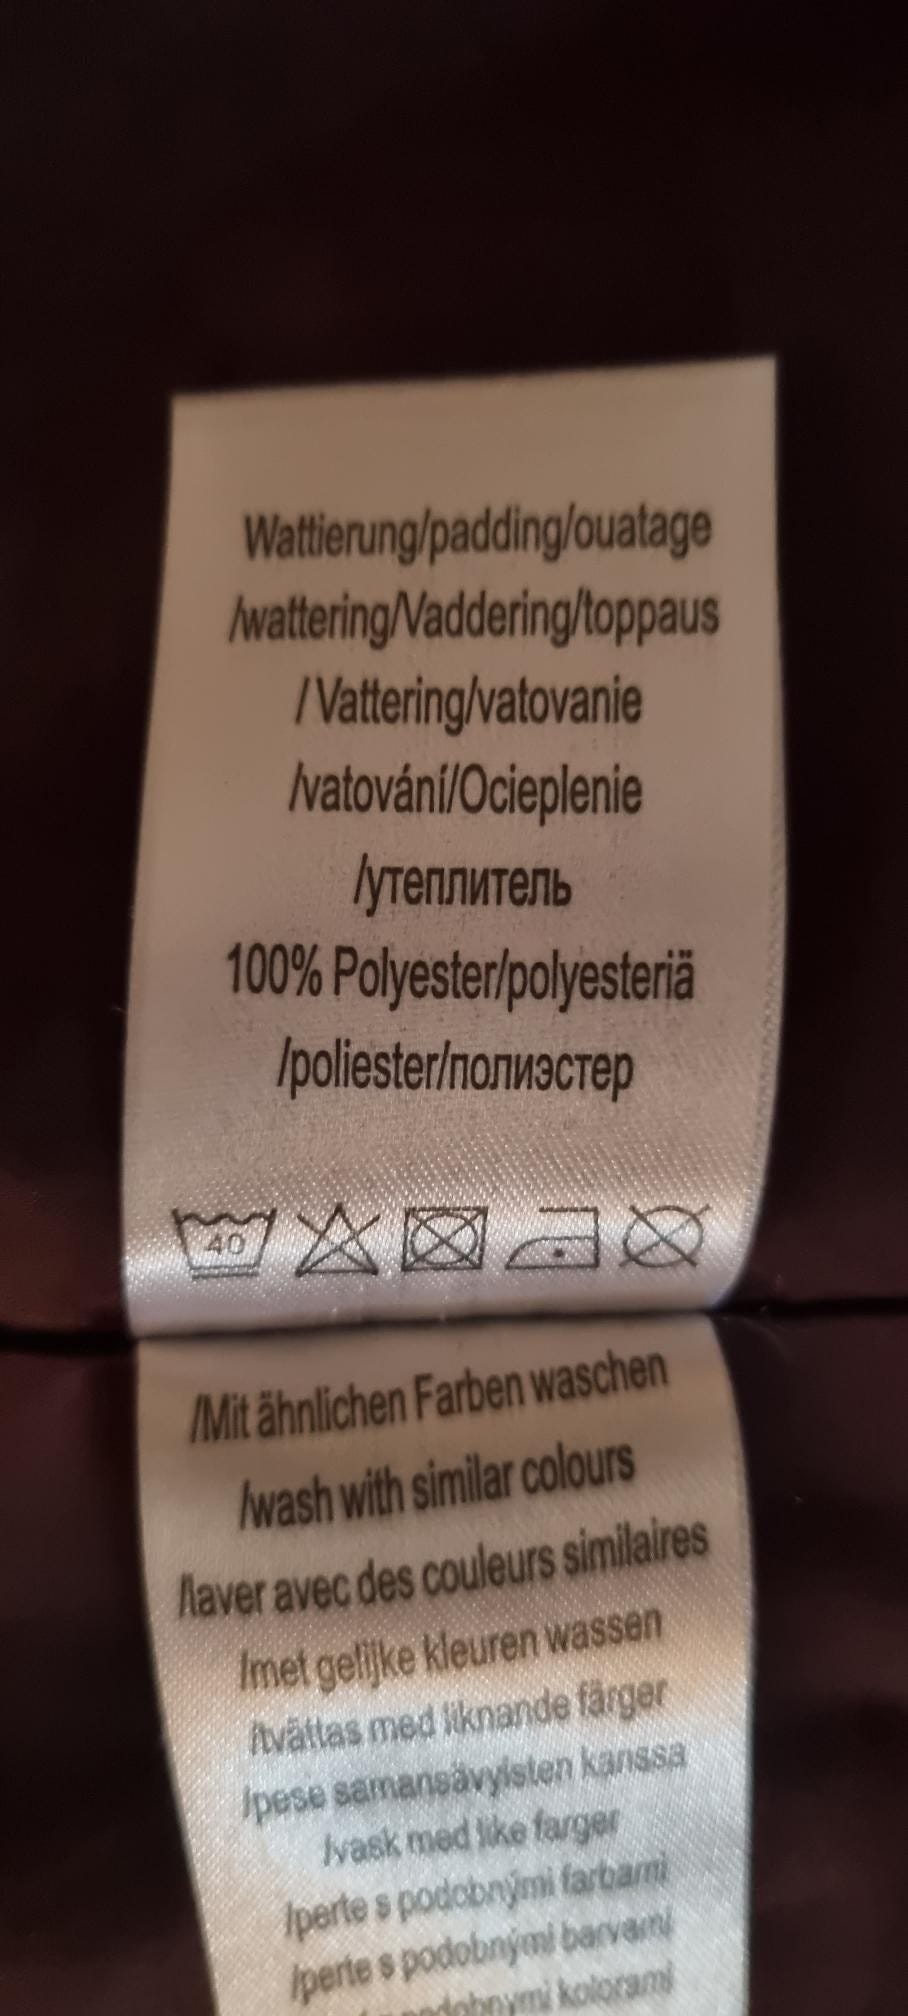 Wattierung/padding/ouatage
/wattering/Vaddering/toppaus
/ Vattering/vatovanie
/vatování/Ocieplenie
/утеплитель
100% Polyester/polyesteriä
/poliester/полиэстер
40
/Mit ähnlichen Farben waschen
/wash with similar colours
/laver avec des couleurs similaires
/met gelijke kleuren wassen
/tvättas med liknande färger
/pese samansävyisten kanssa
/vask med like farger
/perte s podobnými farbami
/perte s podobnými barvami
podobnymi kolorami